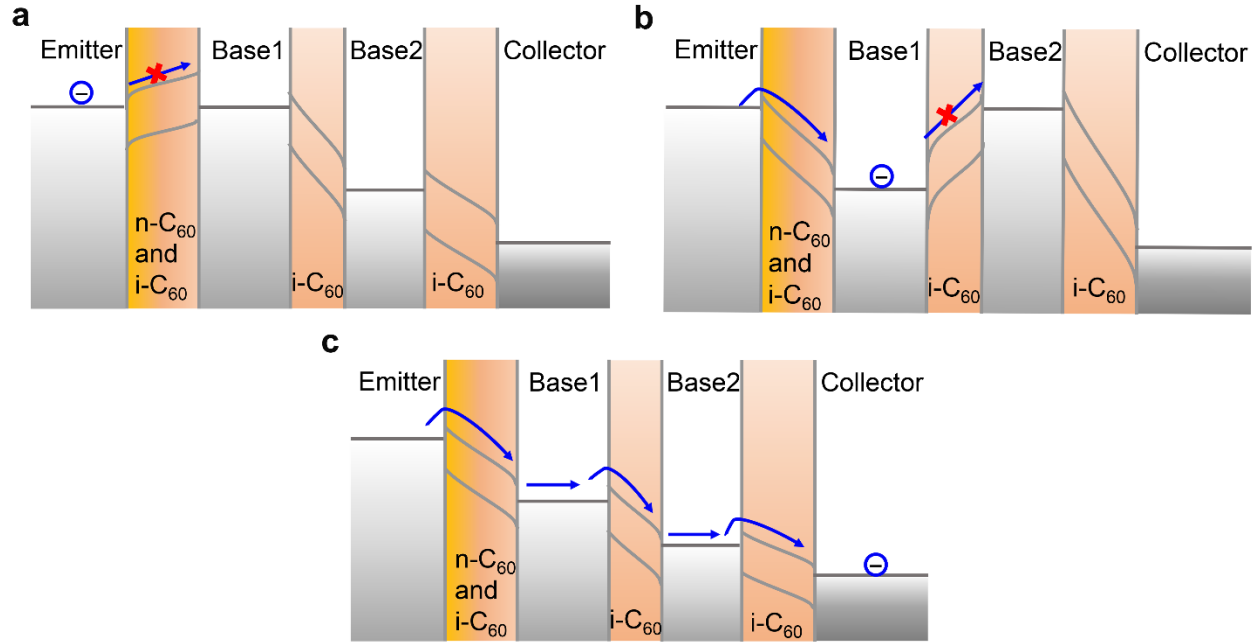 a
Emitter Base1 Base2 Collector
n-C₆₀
and
i-C₆₀
i-C₆₀
i-C₆₀
b
Emitter Base1 Base2 Collector
n-C₆₀
and
i-C₆₀
i-C₆₀
i-C₆₀
c
Emitter Base1 Base2 Collector
n-C₆₀
and
i-C₆₀
i-C₆₀
i-C₆₀